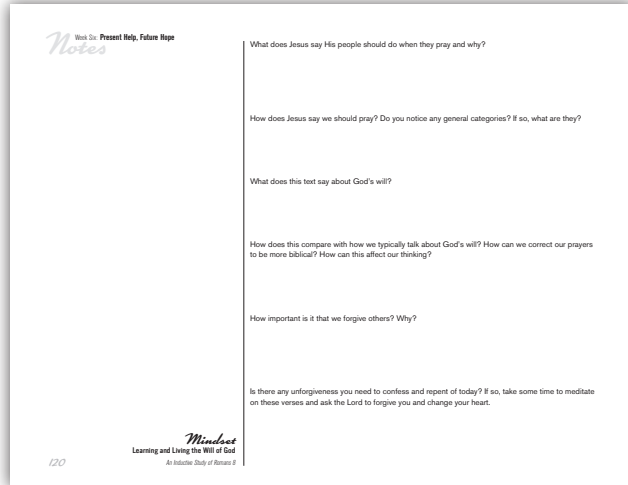 Week Six: Present Help, Future Hope
Notes
What does Jesus say His people should do when they pray and why?
How does Jesus say we should pray? Do you notice any general categories? If so, what are they?
What does this text say about God's will?
How does this compare with how we typically talk about God's will? How can we correct our prayers
to be more biblical? How can this affect our thinking?
How important is it that we forgive others? Why?
Is there any unforgiveness you need to confess and repent of today? If so, take some time to meditate
on these verses and ask the Lord to forgive you and change your heart.
Mindset
Learning and Living the Will of God
120
An Inductive Study of Romans 8